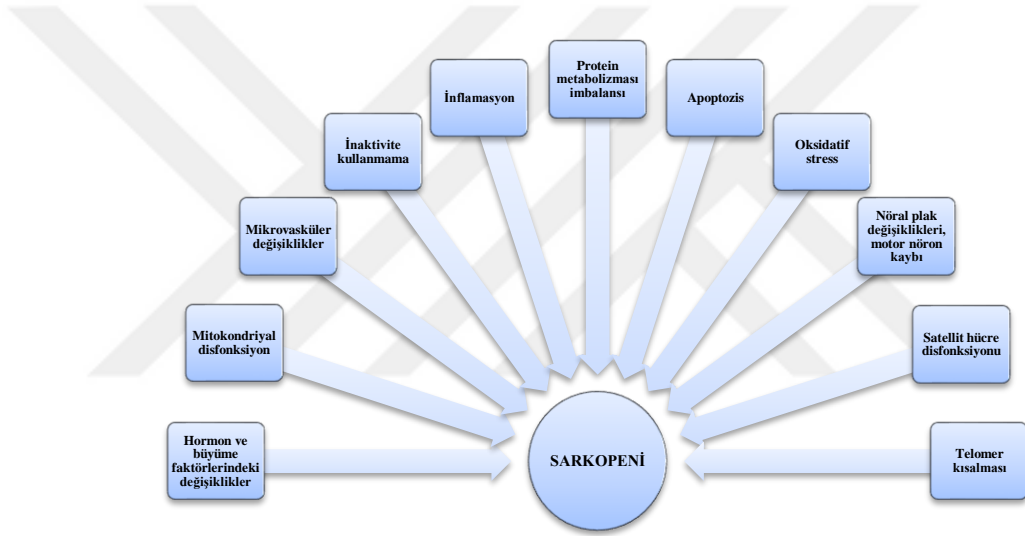 Protein
metabolizması
imbalansı
İnflamasyon
Apoptozis
İnaktivite
kullanmama
Oksidatif
stress
Mikrovasküler
değişiklikler
Nöral plak
değişiklikleri,
motor nöron
kaybı
Mitokondriyal
disfonksiyon
Satellit hücre
disfonksiyonu
Hormon ve
büyüme
faktörlerindeki
değişiklikler
SARKOPENİ
Telomer
kısalması